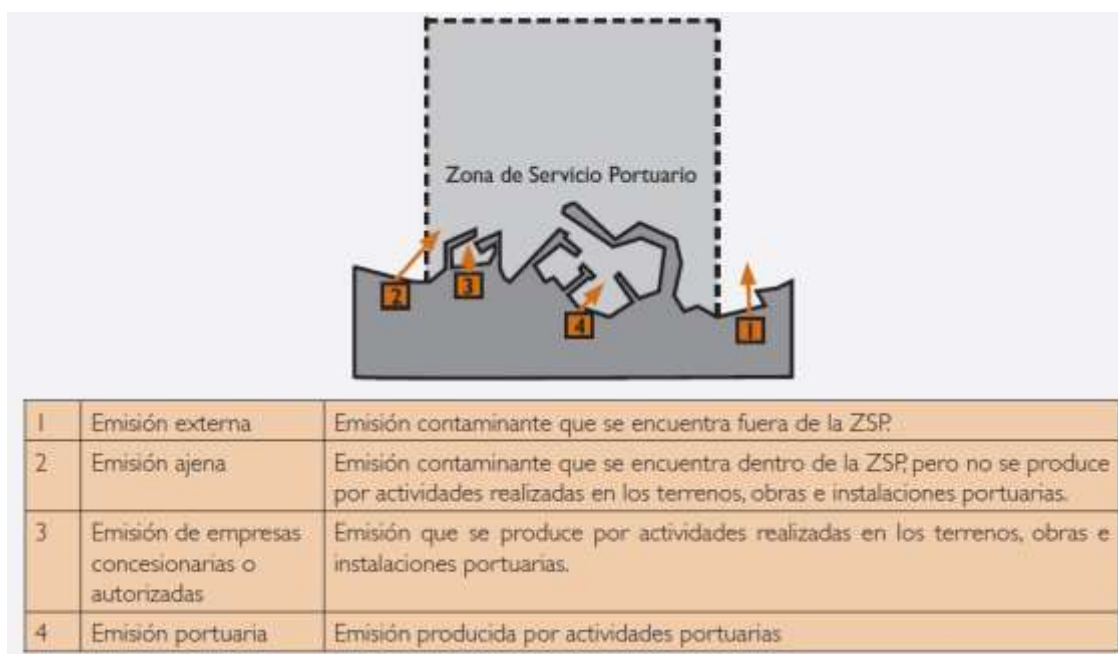 Zona de Servicio Portuario
2
3
4
1
1 Emisión externa Emisión contaminante que se encuentra fuera de la ZSP.
2 Emisión ajena Emisión contaminante que se encuentra dentro de la ZSP, pero no se produce
por actividades realizadas en los terrenos, obras e instalaciones portuarias.
3 Emisión de empresas Emisión que se produce por actividades realizadas en los terrenos, obras e
concesionarias o instalaciones portuarias.
autorizadas
4 Emisión portuaria Emisión producida por actividades portuarias